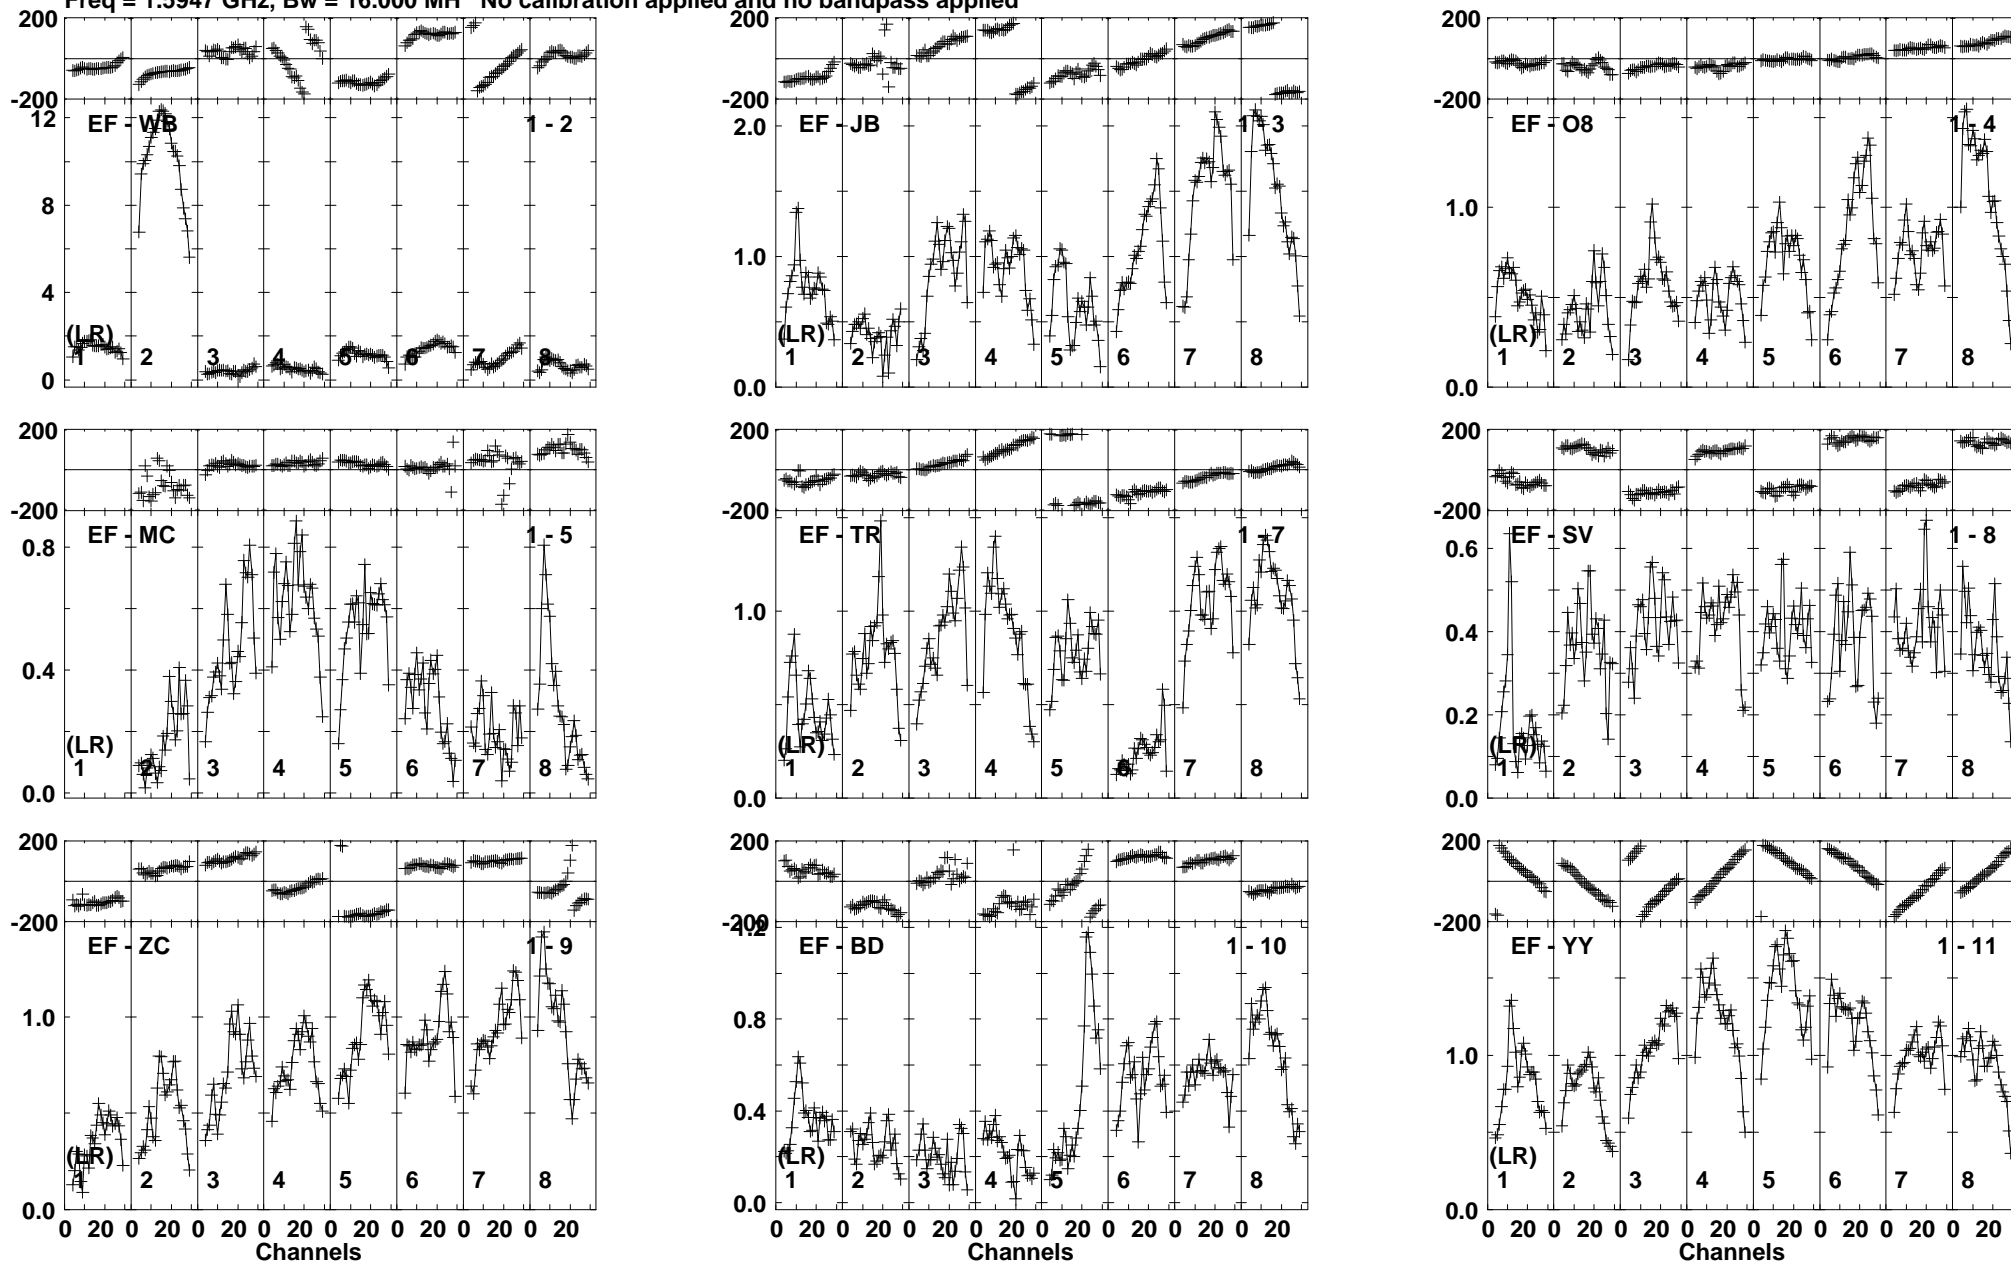 Freq = 1.5947 GHz, Bw = 16.000 MH No calibration applied and no bandpass applied
200 200 200
-200 -200 -200
EF - WB 1 - 2 EF - JB 1 - 3 EF - O8 1 - 4
12 8 4 0 2.0 1.0 0.0 1.0 0.0
(LR) (LR) (LR)
1 2 3 4 5 6 7 8 1 2 3 4 5 6 7 8 1 2 3 4 5 6 7 8
200 200 200
-200 -200 -200
EF - MC 1 - 5 EF - TR 1 - 7 EF - SV 1 - 8
0.8 0.4 0.0 1.0 0.0 0.6 0.4 0.2 0.0
(LR) (LR) (LR)
1 2 3 4 5 6 7 8 1 2 3 4 5 6 7 8 1 2 3 4 5 6 7 8
200 200 200
-200 -200 -200
EF - ZC 1 - 9 EF - BD 1 - 10 EF - YY 1 - 11
1.0 0.0 1.2 0.8 0.4 0.0 1.0 0.0
(LR) (LR) (LR)
1 2 3 4 5 6 7 8 1 2 3 4 5 6 7 8 1 2 3 4 5 6 7 8
0 20 0 20 0 20 0 20 0 20 0 20 0 20 0 20 0 20 0 20 0 20 0 20 0 20 0 20 0 20 0 20 0 20 0 20 0 20 0 20 0 20 0 20 0 20 0 20
Channels Channels Channels